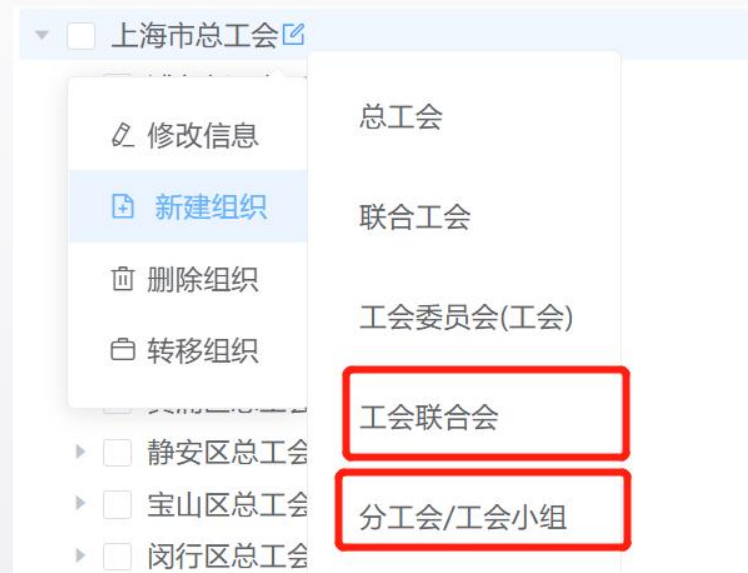 上海市总工会
总工会
修改信息
联合工会
新建组织
工会委员会(工会)
删除组织
转移组织
工会联合会
静安区总工会
分工会/工会小组
宝山区总工会
闵行区总工会